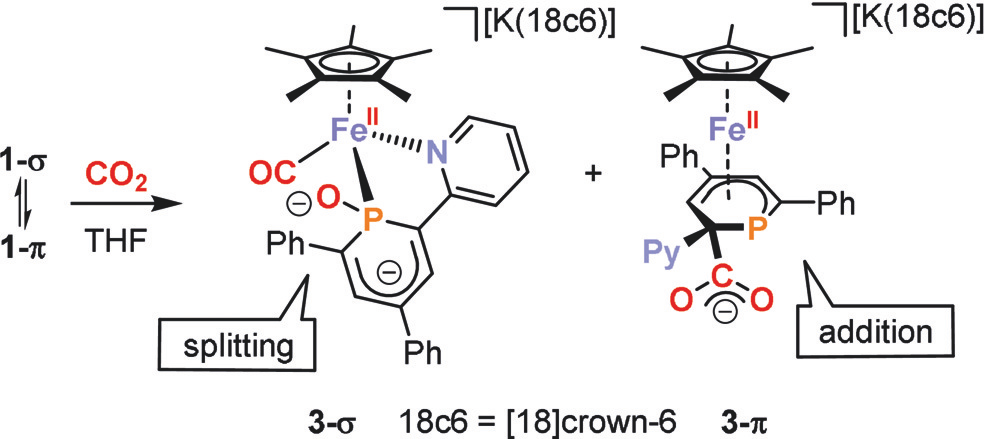 [K(18c6)]
[K(18c6)]
Fe II
N
OC
O
⊖
P
Ph
⊖
Ph
splitting
1-σ
1-π
CO2
THF
+
Fe II
Ph
Ph
P
Py
C
O O
⊖
addition
3-σ 18c6 = [18]crown-6 3-π